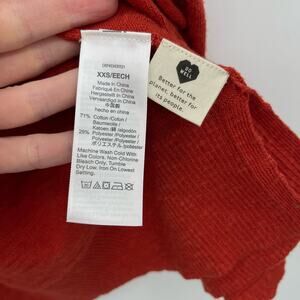 XXS/EECH
Made In China
Fabriqué En China
Hergestellt In China
Vervaardigd In China
中国製
hecho en china
71% Cotton /Coton /
Baumwolle /
Katoen /綿 /algodón
29% Polyester /Polyester /
Polyester /Polyester /
ポリエステル /poliéster
Machine Wash Cold With
Like Colors, Non-Chlorine
Bleach Only, Tumble
Dry Low, Iron On Lowest
Setting.
DO
WELL
Better for the
planet, better for
its people.